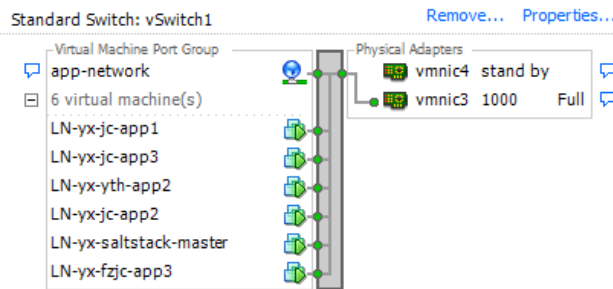 Standard Switch: vSwitch1 Remove... Properties...
Virtual Machine Port Group Physical Adapters
app-network vmnic4 stand by
6 virtual machine(s) vmnic3 1000 Full
LN-yx-jc-app1
LN-yx-jc-app3
LN-yx-yth-app2
LN-yx-jc-app2
LN-yx-saltstack-master
LN-yx-fzjc-app3